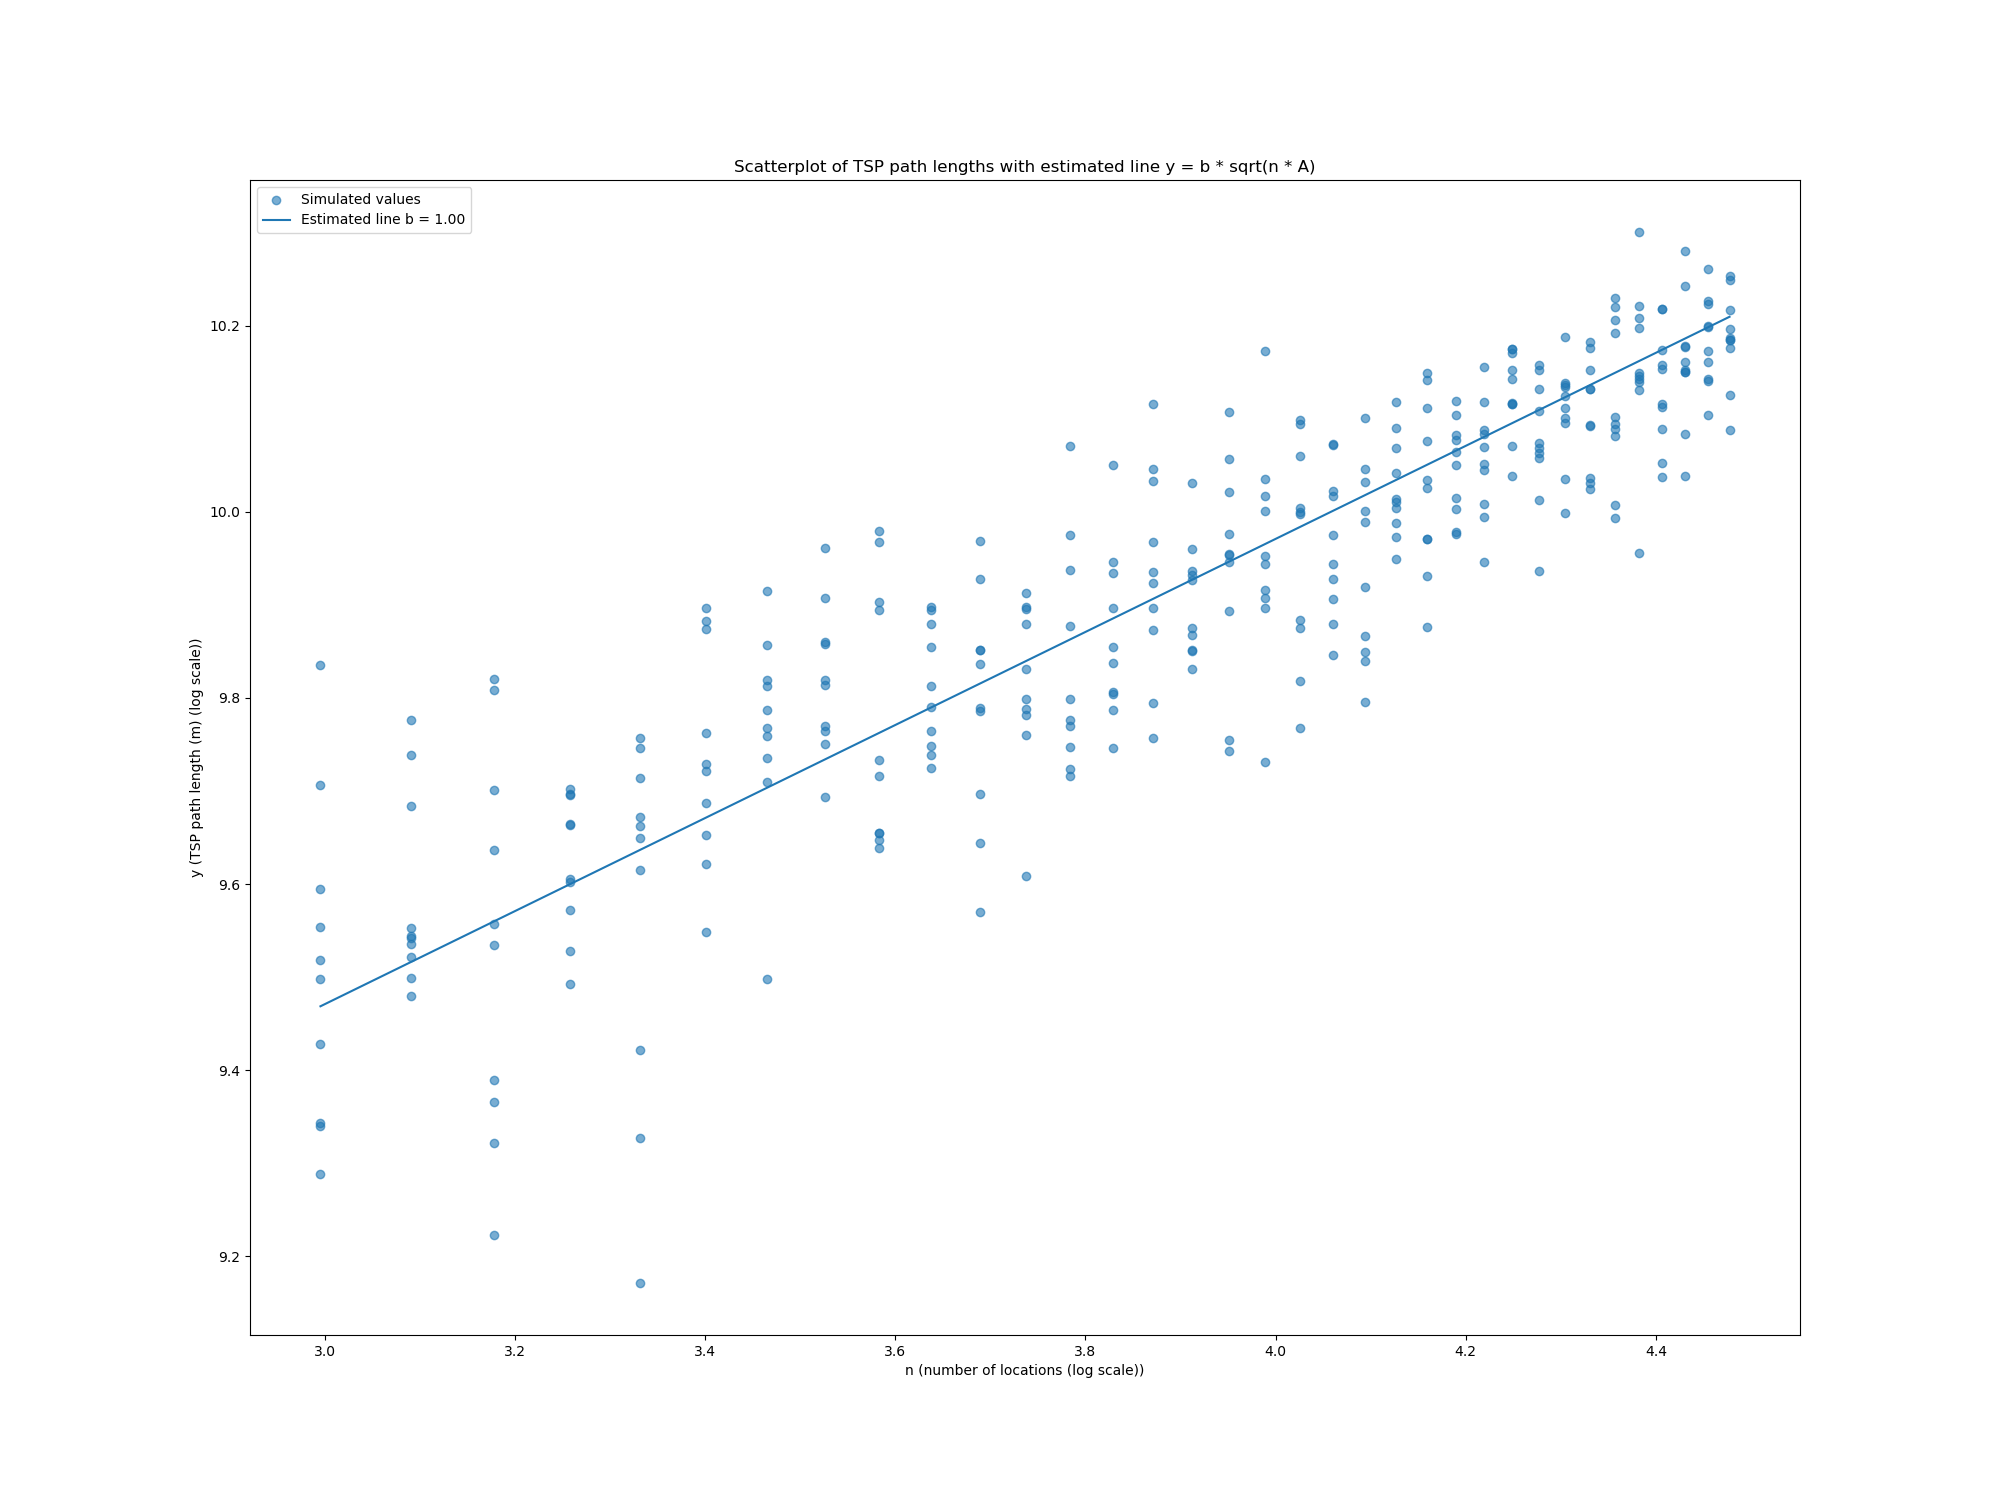 Scatterplot of TSP path lengths with estimated line y = b * sqrt(n * A)
Simulated values
Estimated line b = 1.00
y (TSP path length (m) (log scale))
10.2
10.0
9.8
9.6
9.4
9.2
3.0 3.2 3.4 3.6 3.8 4.0 4.2 4.4
n (number of locations (log scale))